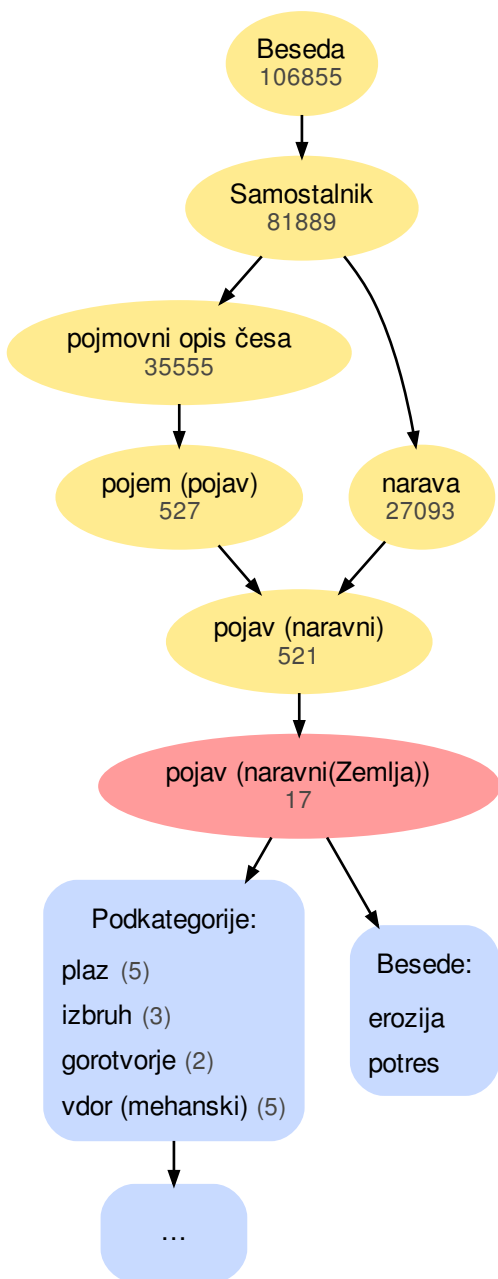 Beseda
106855
Samostalnik
81889
pojmovni opis česa
35555
pojem (pojav)
527
narava
27093
pojav (naravni)
521
pojav (naravni(Zemlja))
17
Podkategorije:
plaz (5)
izbruh (3)
gorotvorje (2)
vdor (mehanski) (5)
Besede:
erozija
potres
...